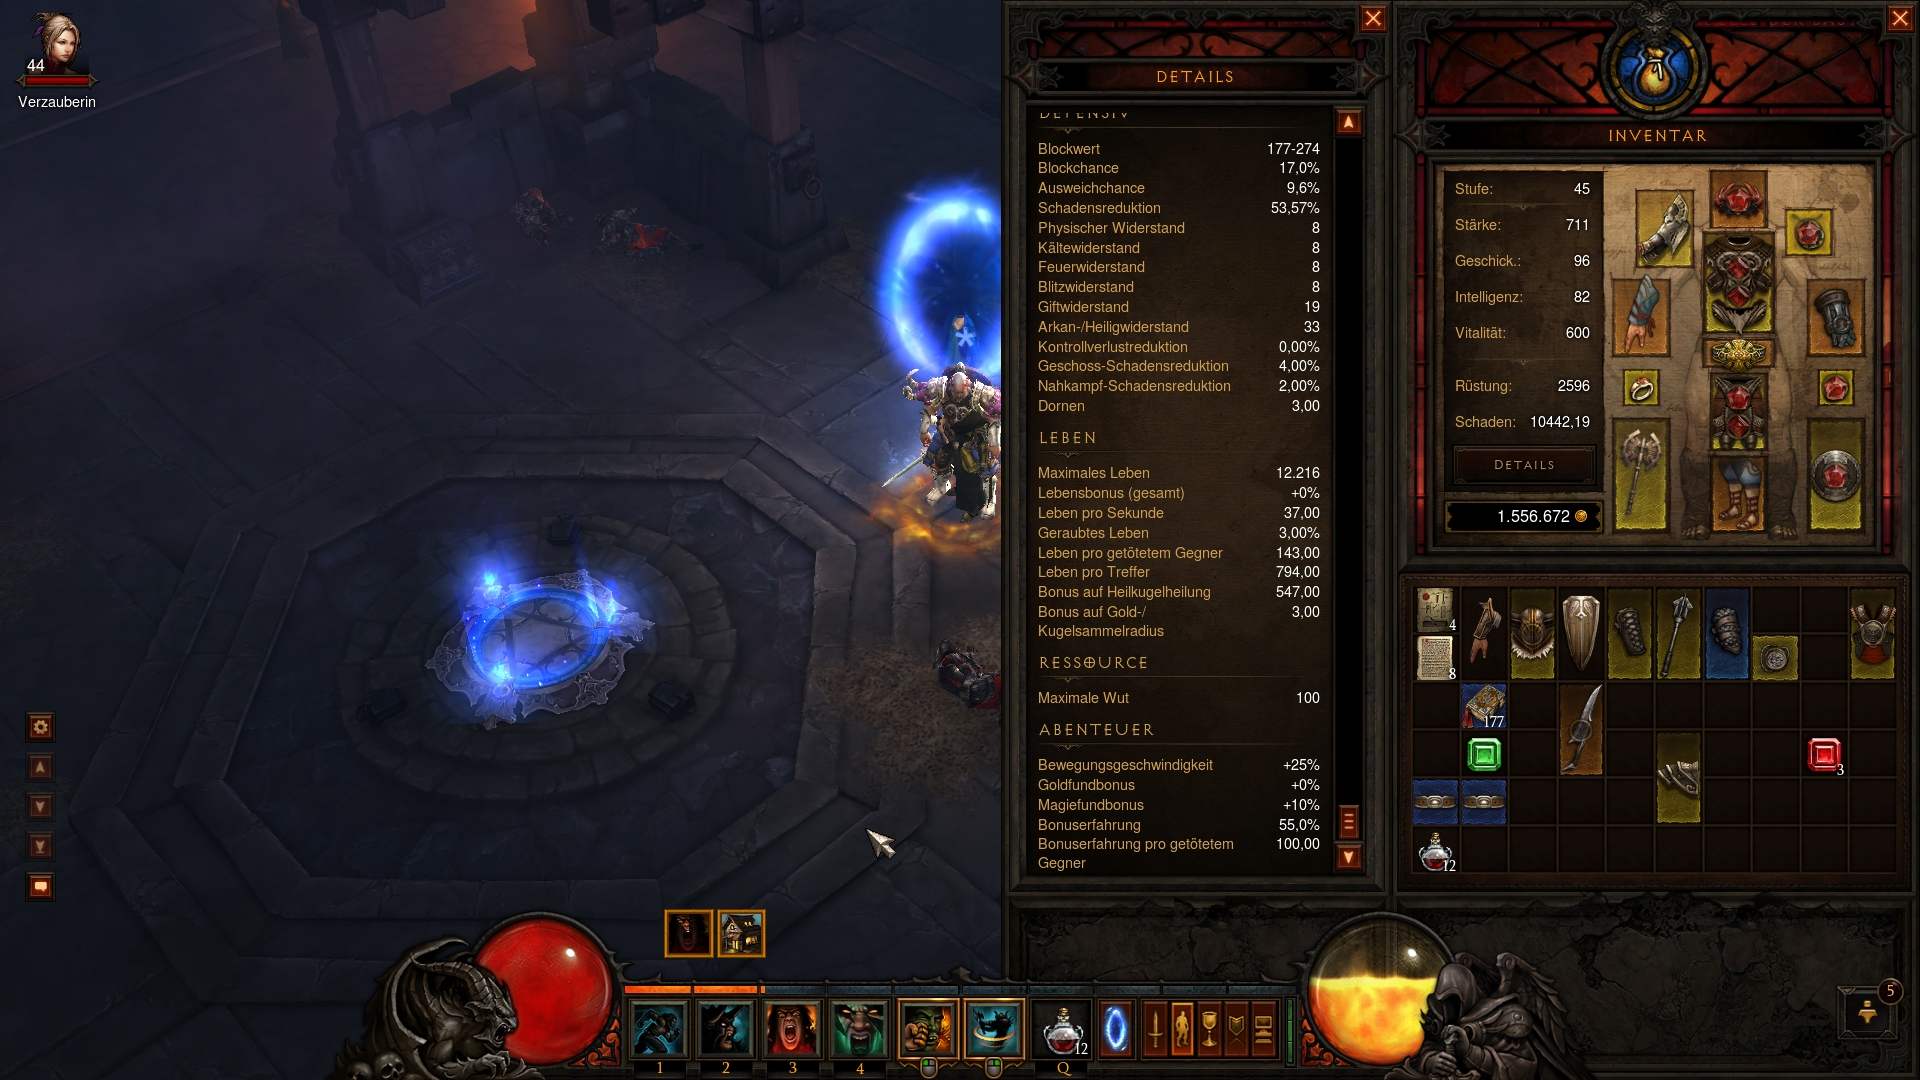 44
Verzauberin
DETAILS
DEFENSIV
Blockwert 177-274
Blockchance 17,0%
Ausweichchance 9,6%
Schadensreduktion 53,57%
Physischer Widerstand 8
Kältewiderstand 8
Feuerwiderstand 8
Blitzwiderstand 8
Giftwiderstand 19
Arkan-/Heiligwiderstand 33
Kontrollverlustreduktion 0,00%
Geschoss-Schadensreduktion 4,00%
Nahkampf-Schadensreduktion 2,00%
Dornen 3,00
LEBEN
Maximales Leben 12.216
Lebensbonus (gesamt) +0%
Leben pro Sekunde 37,00
Geraubtes Leben 3,00%
Leben pro getötetem Gegner 143,00
Leben pro Treffer 794,00
Bonus auf Heilkugelheilung 547,00
Bonus auf Gold-/ 3,00
Kugelsammelradius
RESSOURCE
Maximale Wut 100
ABENTEUER
Bewegungsgeschwindigkeit +25%
Goldfundbonus +0%
Magiefundbonus +10%
Bonuserfahrung 55,0%
Bonuserfahrung pro getötetem 100,00
Gegner
INVENTAR
Stufe: 45
Stärke: 711
Geschick.: 96
Intelligenz: 82
Vitalität: 600
Rüstung: 2596
Schaden: 10442,19
DETAILS
1.556.672
4
8
177
3
12
1 2 3 4 Q
12
5